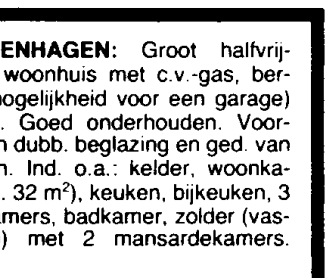 ENHAGEN: Groot halfvrij-
woonhuis met c.v.-gas, ber-
ogelijkheid voor een garage)
. Goed onderhouden. Voor-
n dubb. beglazing en ged. van
n. Ind. o.a.: kelder, woonka-
. 32 m²), keuken, bijkeuken, 3
amers, badkamer, zolder (vas-
) met 2 mansardekamers.